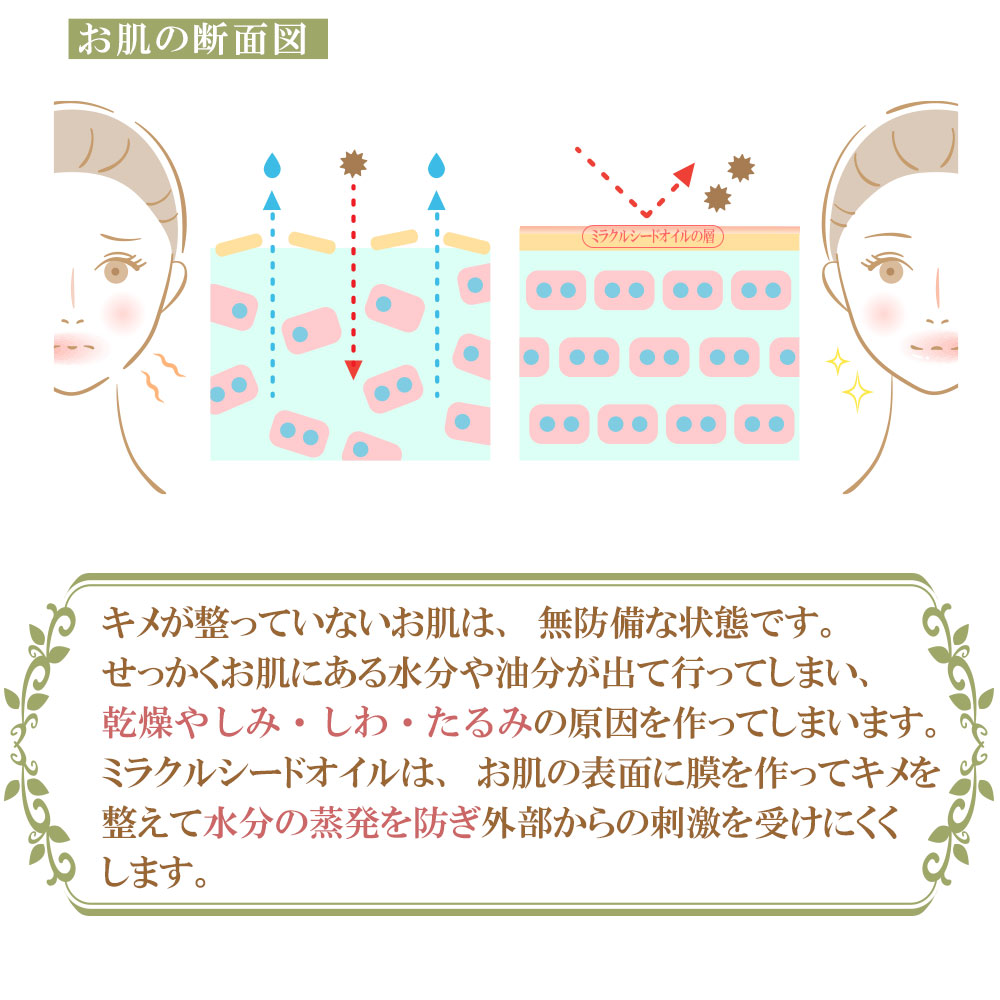 お肌の断面図
ミラクルシードオイルの層
キメが整っていないお肌は、無防備な状態です。
せっかくお肌にある水分や油分が出て行ってしまい、
乾燥やしみ・しわ・たるみの原因を作ってしまいます。
ミラクルシードオイルは、お肌の表面に膜を作ってキメを
整えて水分の蒸発を防ぎ外部からの刺激を受けにくく
します。